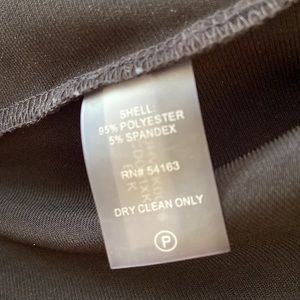 SHELL:
95% POLYESTER
5% SPANDEX
RN# 54163
DRY CLEAN ONLY
P